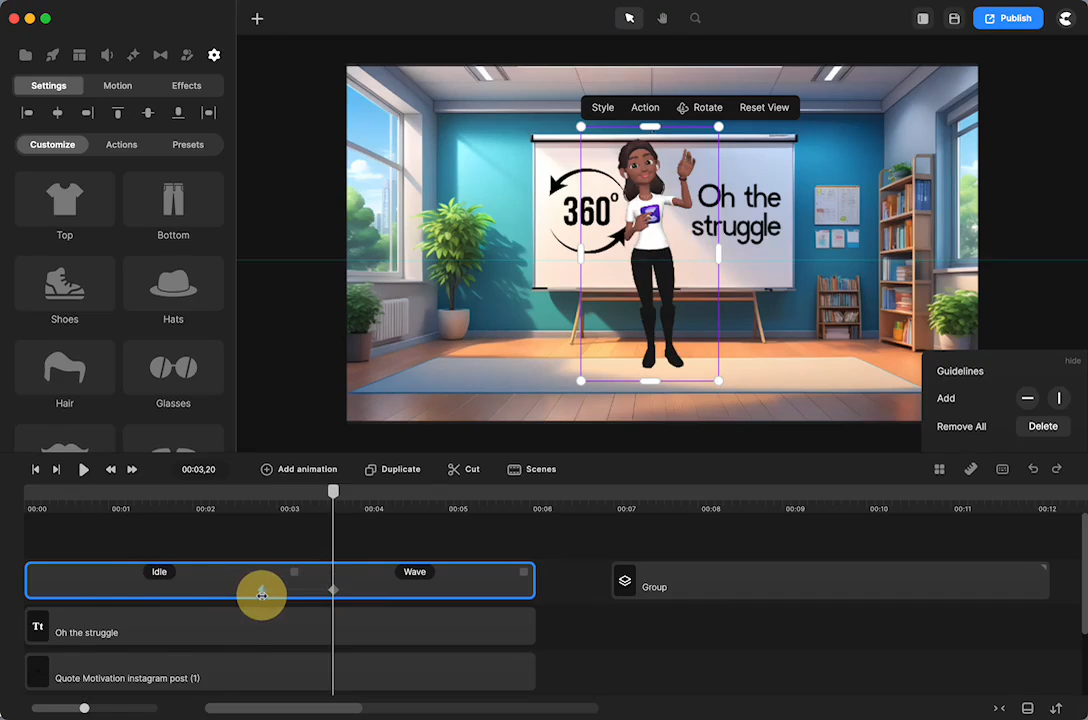 Publish
Settings
Motion
Effects
Customize
Actions
Presets
Top
Bottom
Shoes
Hats
Hair
Glasses
Style
Action
Rotate
Reset View
360°
Oh the
struggle
hide
Guidelines
Add
Remove All
Delete
00:03,20
Add animation
Duplicate
Cut
Scenes
00:00
00:01
00:02
00:03
00:04
00:05
00:06
00:07
00:08
00:09
00:10
00:11
00:12
Idle
Wave
Group
Tt
Oh the struggle
Quote Motivation instagram post (1)